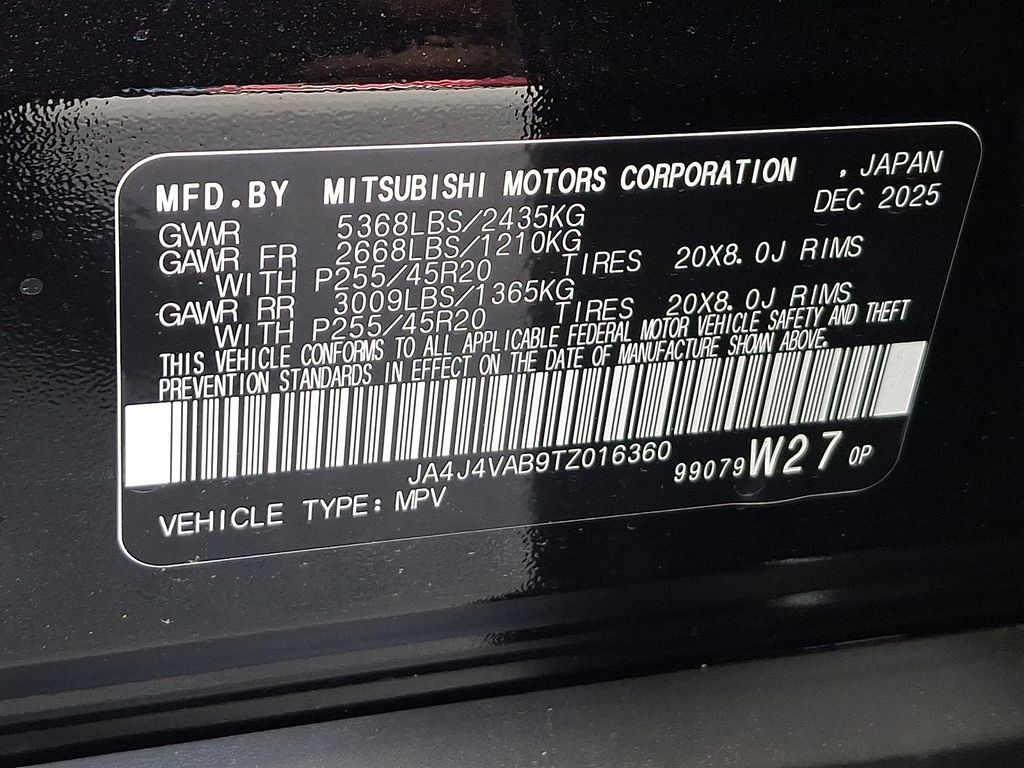 MFD.BY MITSUBISHI MOTORS CORPORATION , JAPAN
DEC 2025
GVWR 5368LBS/2435KG
GAWR FR 2668LBS/1210KG
WITH P255/45R20 TIRES 20X8.0J RIMS
GAWR RR 3009LBS/1365KG
WITH P255/45R20 TIRES 20X8.0J RIMS
THIS VEHICLE CONFORMS TO ALL APPLICABLE FEDERAL MOTOR VEHICLE SAFETY AND THEFT
PREVENTION STANDARDS IN EFFECT ON THE DATE OF MANUFACTURE SHOWN ABOVE.
JA4J4VAB9TZ016360 99079 W27 0P
VEHICLE TYPE: MPV